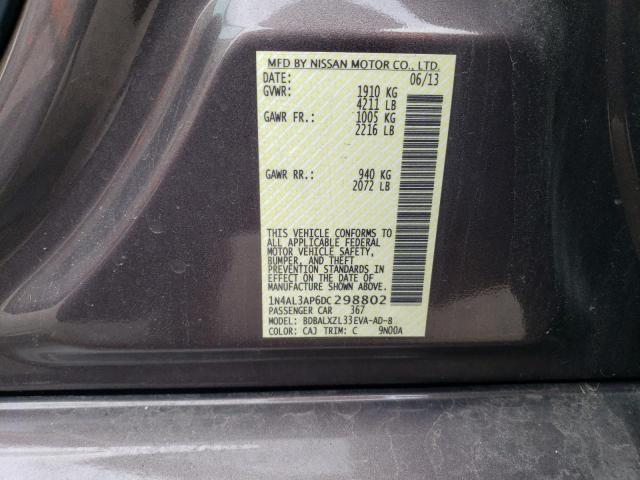 MFD BY NISSAN MOTOR CO., LTD.
DATE: 06/13
GVWR: 1910 KG
4211 LB
GAWR FR.: 1005 KG
2216 LB
GAWR RR.: 940 KG
2072 LB
THIS VEHICLE CONFORMS TO
ALL APPLICABLE FEDERAL
MOTOR VEHICLE SAFETY,
BUMPER, AND THEFT
PREVENTION STANDARDS IN
EFFECT ON THE DATE OF
MANUFACTURE SHOWN ABOVE.
1N4AL3AP6DC298802
PASSENGER CAR 367
MODEL: BDBALXZL33EVA-AD-8
COLOR: CAJ TRIM: C 9N00A